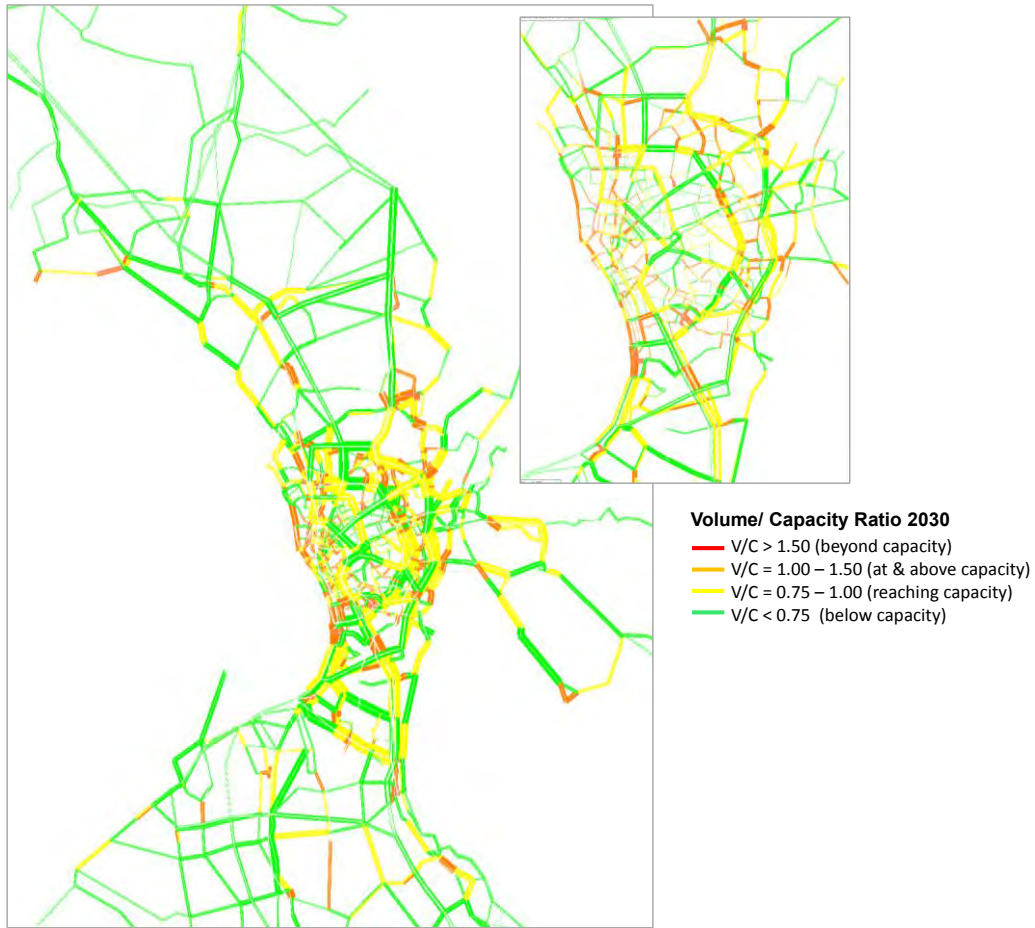 Volume/ Capacity Ratio 2030
V/C > 1.50 (beyond capacity)
V/C = 1.00 – 1.50 (at & above capacity)
V/C = 0.75 – 1.00 (reaching capacity)
V/C < 0.75 (below capacity)